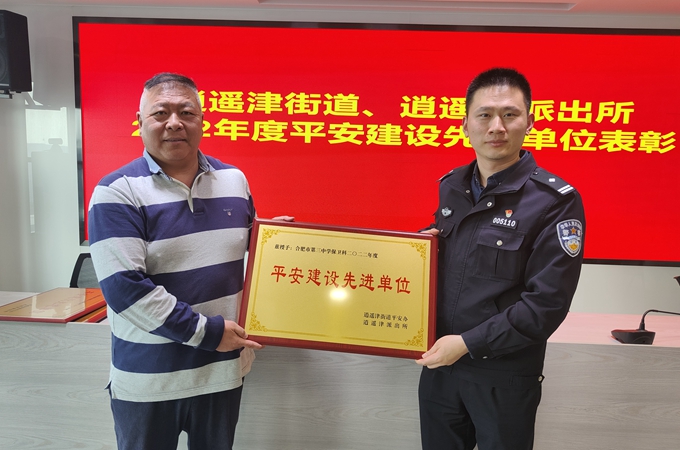 逍遥津街道、逍遥 派出所
2 2年度平安建设先 单位表彰
兹授予：合肥市第三中学保卫科二〇二二年度
平安建设先进单位
逍遥津街道平安办
逍遥津派出所
005110